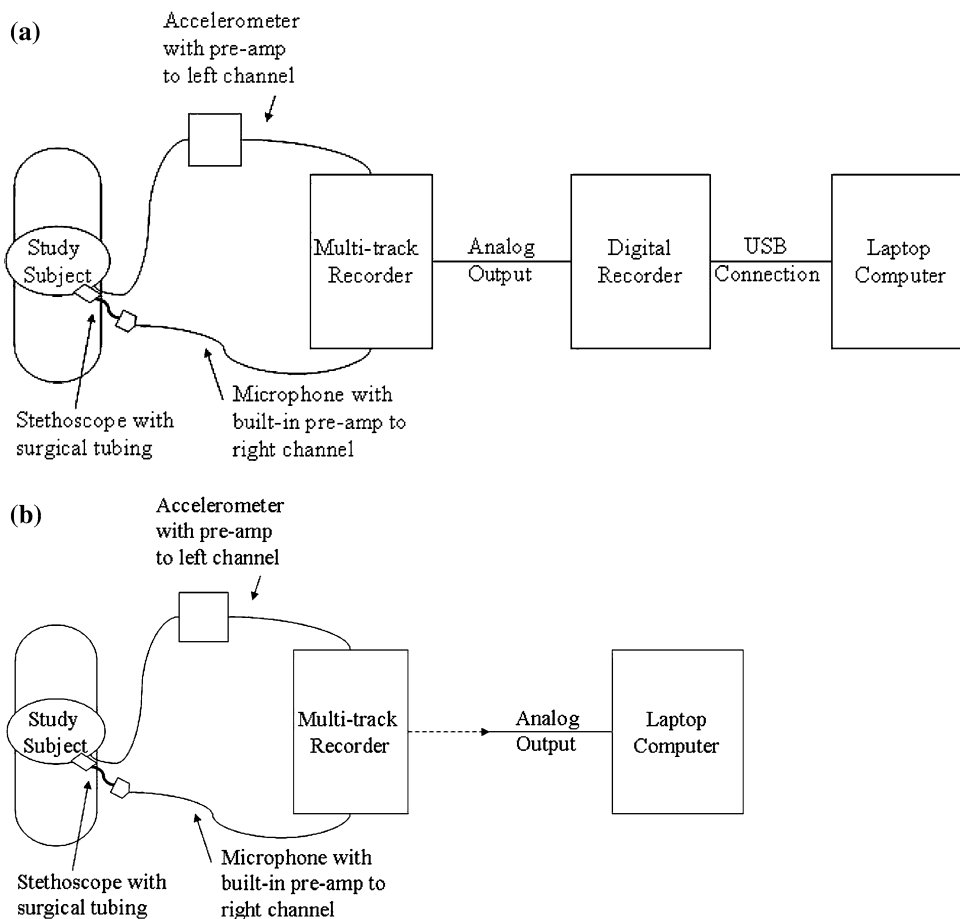 (a)
Accelerometer
with pre-amp
to left channel
Study
Subject
Multi-track
Recorder
Analog
Output
Digital
Recorder
USB
Connection
Laptop
Computer
Stethoscope with
surgical tubing
Microphone with
built-in pre-amp to
right channel
(b)
Accelerometer
with pre-amp
to left channel
Study
Subject
Multi-track
Recorder
Analog
Output
Laptop
Computer
Stethoscope with
surgical tubing
Microphone with
built-in pre-amp to
right channel